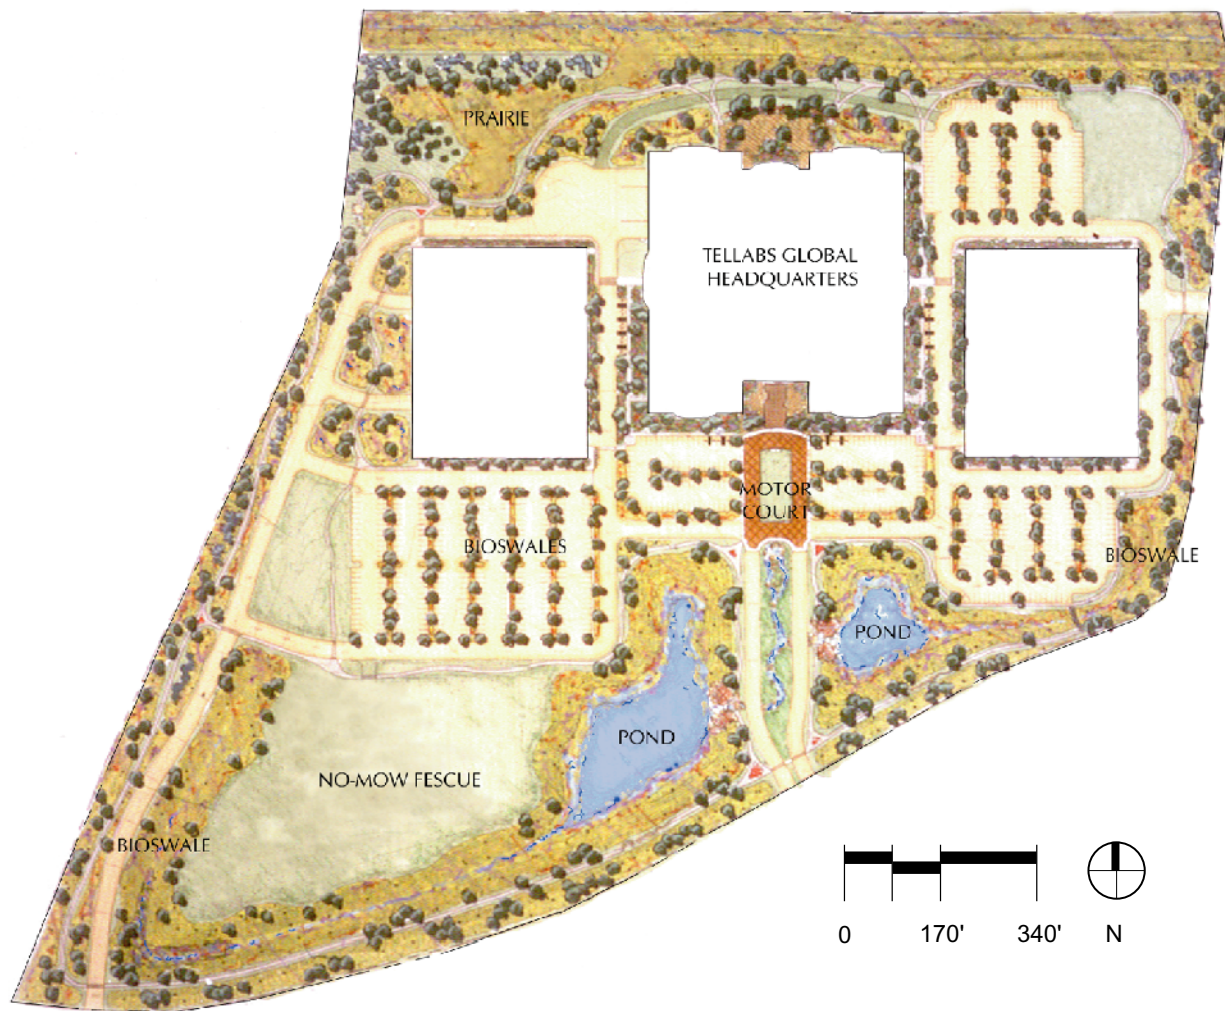 PRAIRIE
TELLABS GLOBAL
HEADQUARTERS
MOTOR
COURT
BIOSWALES
BIOSWALE
POND
POND
NO-MOW FESCUE
BIOSWALE
0 170' 340' N